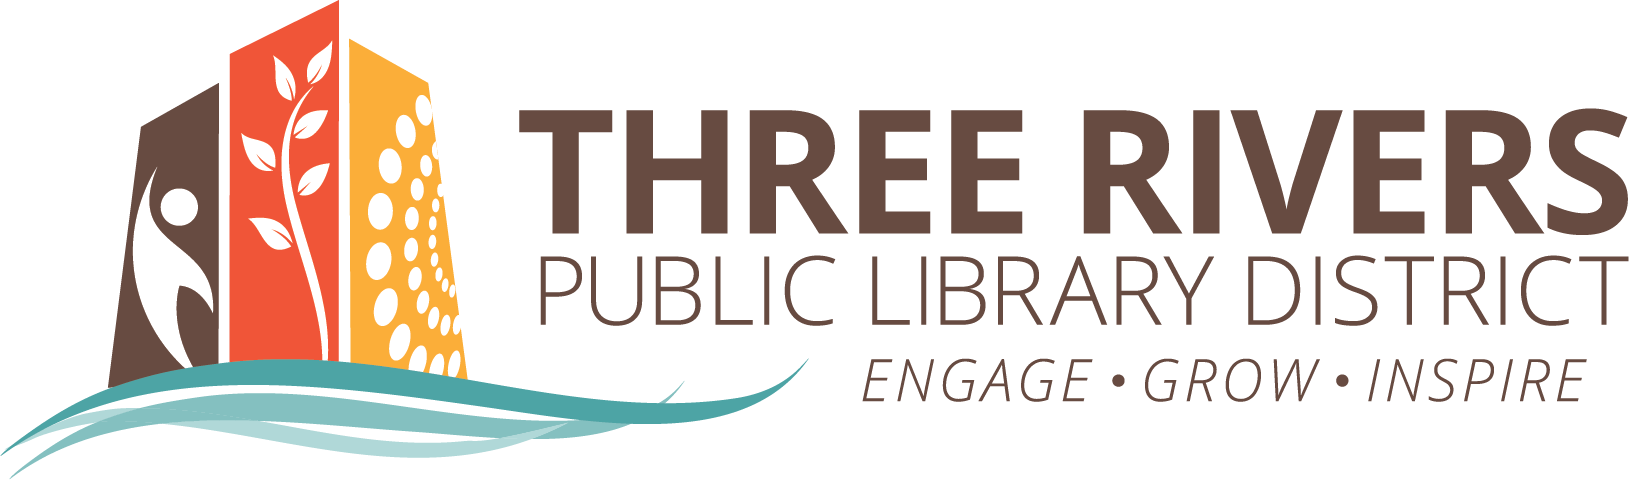 THREE RIVERS
PUBLIC LIBRARY DISTRICT
ENGAGE • GROW • INSPIRE